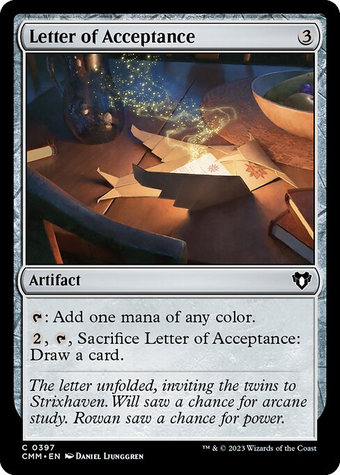 Letter of Acceptance 3
Artifact
: Add one mana of any color.
2, , Sacrifice Letter of Acceptance:
Draw a card.
The letter unfolded, inviting the twins to
Strixhaven. Will saw a chance for arcane
study. Rowan saw a chance for power.
C 0397
CMM • EN Daniel Ljunggren
™ & © 2023 Wizards of the Coast